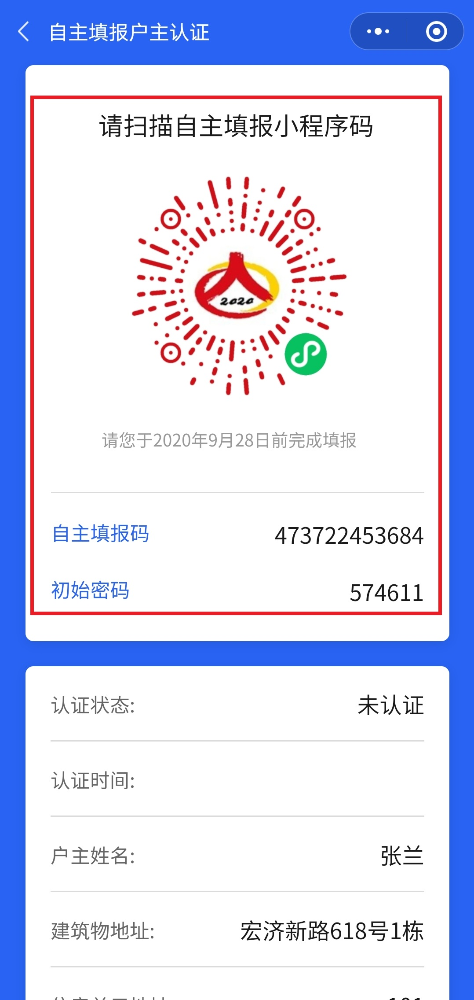 自主填报户主认证
请扫描自主填报小程序码
2020
请您于2020年9月28日前完成填报
自主填报码 473722453684
初始密码 574611
认证状态: 未认证
认证时间:
户主姓名: 张兰
建筑物地址: 宏济新路618号1栋